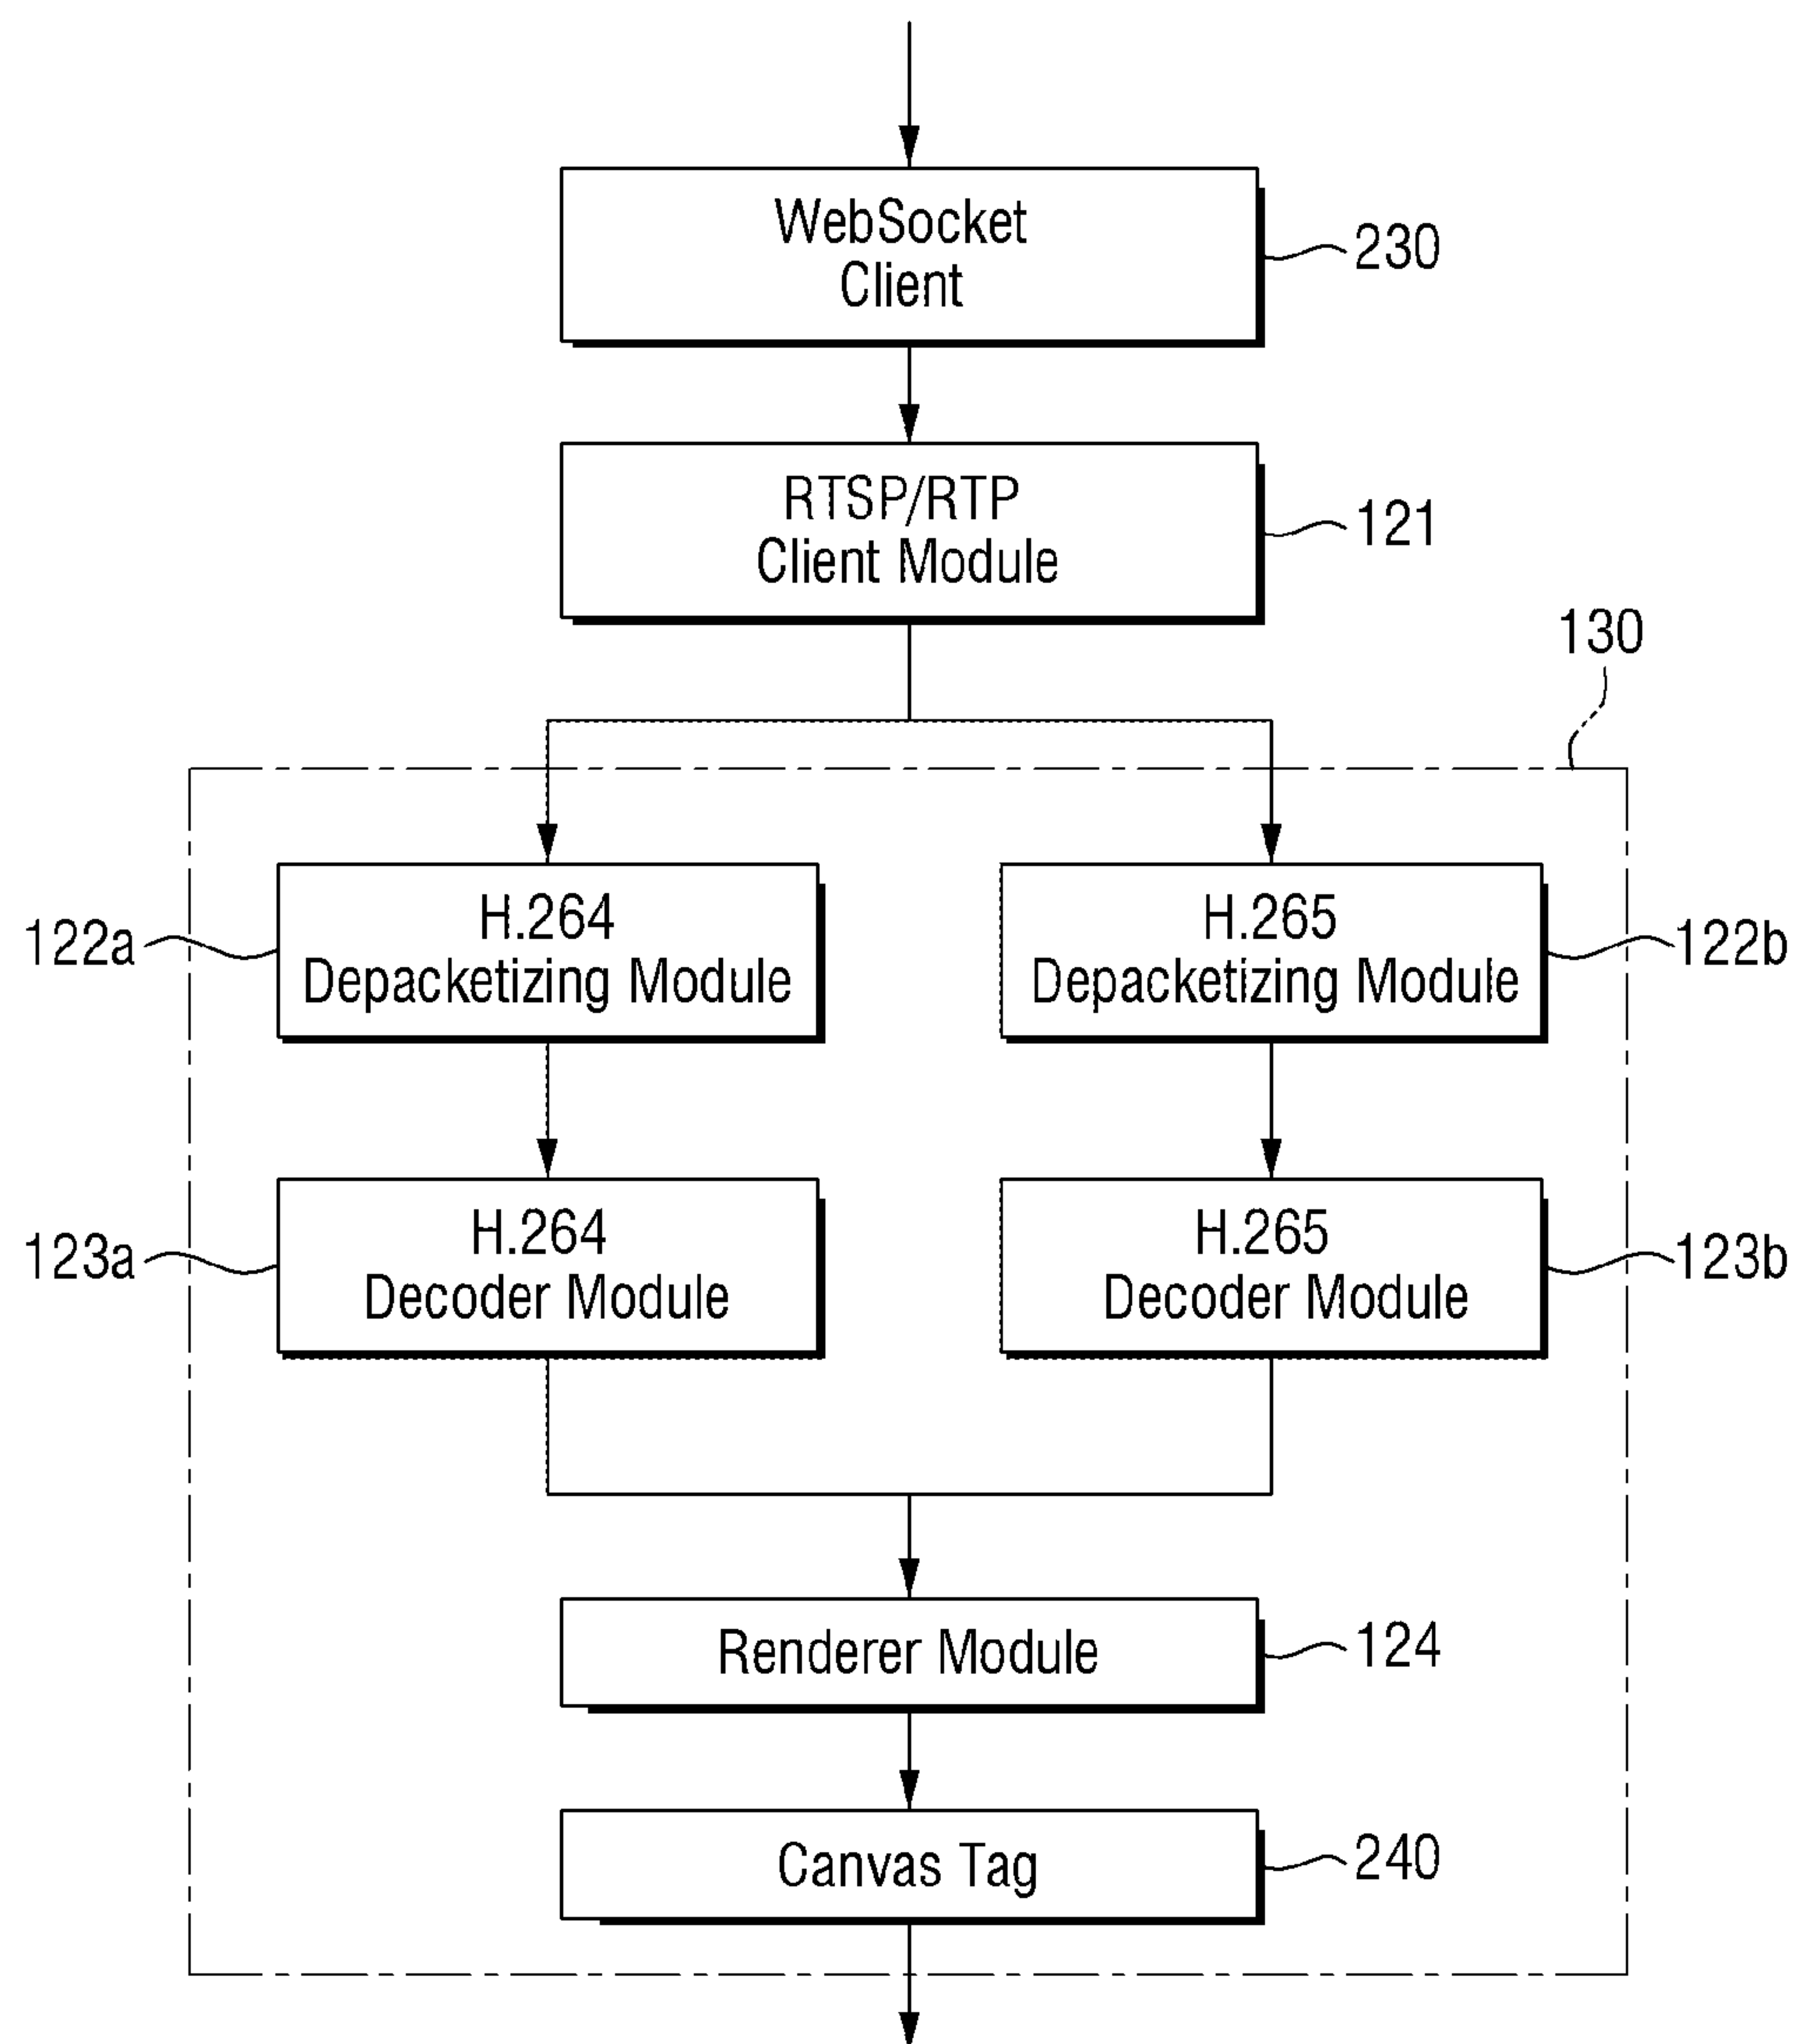 WebSocket
Client
230
RTSP/RTP
Client Module
121
130
H.264
Depacketizing Module
122a
H.265
Depacketizing Module
122b
H.264
Decoder Module
123a
H.265
Decoder Module
123b
Renderer Module
124
Canvas Tag
240